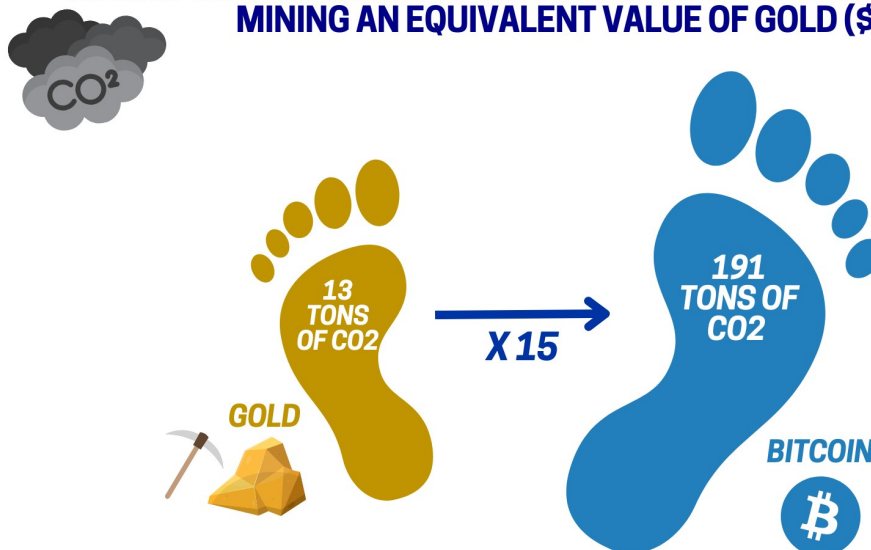 MINING AN EQUIVALENT VALUE OF GOLD ($
CO²
13
TONS
OF CO2
X 15
191
TONS OF
CO2
GOLD
BITCOIN
₿